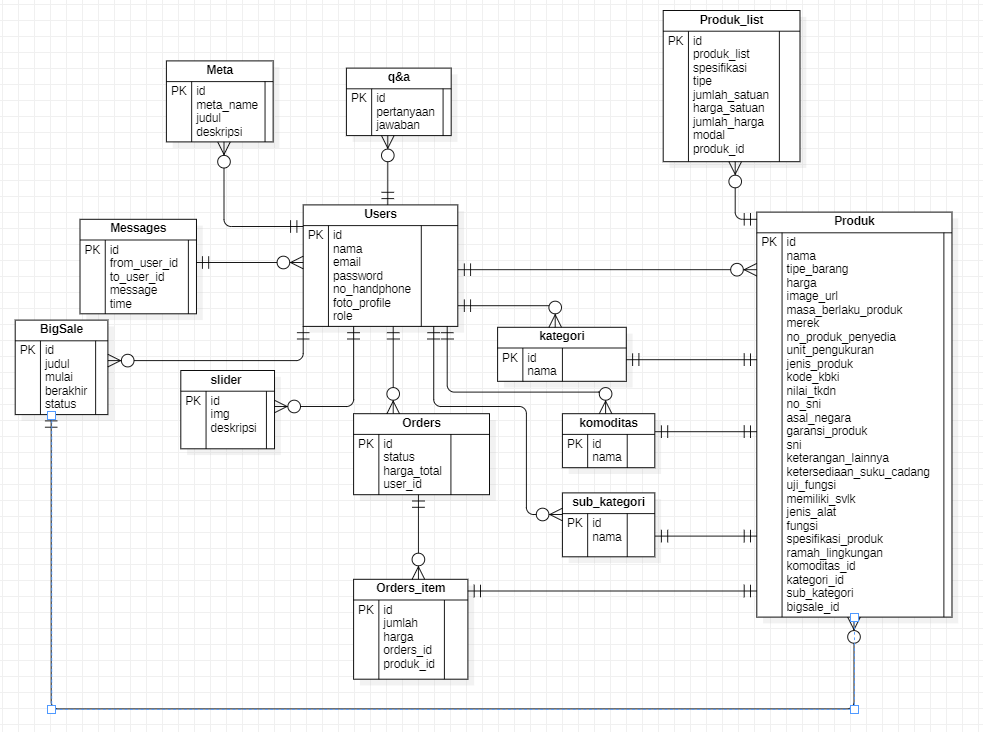 Produk_list
PK
id
produk_list
spesifikasi
tipe
jumlah_satuan
harga_satuan
jumlah_harga
modal
produk_id
Meta
PK
id
meta_name
judul
deskripsi
q&a
PK
id
pertanyaan
jawaban
Users
PK
id
nama
email
password
no_handphone
foto_profile
role
Messages
PK
id
from_user_id
to_user_id
message
time
Produk
PK
id
nama
tipe_barang
harga
image_url
masa_berlaku_produk
merek
no_produk_penyedia
unit_pengukuran
jenis_produk
kode_kbki
nilai_tkdn
no_sni
asal_negara
garansi_produk
sni
keterangan_lainnya
ketersediaan_suku_cadang
uji_fungsi
memiliki_svlk
jenis_alat
fungsi
spesifikasi_produk
ramah_lingkungan
komoditas_id
kategori_id
sub_kategori
bigsale_id
BigSale
PK
id
judul
mulai
berakhir
status
kategori
PK
id
nama
slider
PK
id
img
deskripsi
Orders
PK
id
status
harga_total
user_id
komoditas
PK
id
nama
sub_kategori
PK
id
nama
Orders_item
PK
id
jumlah
harga
orders_id
produk_id